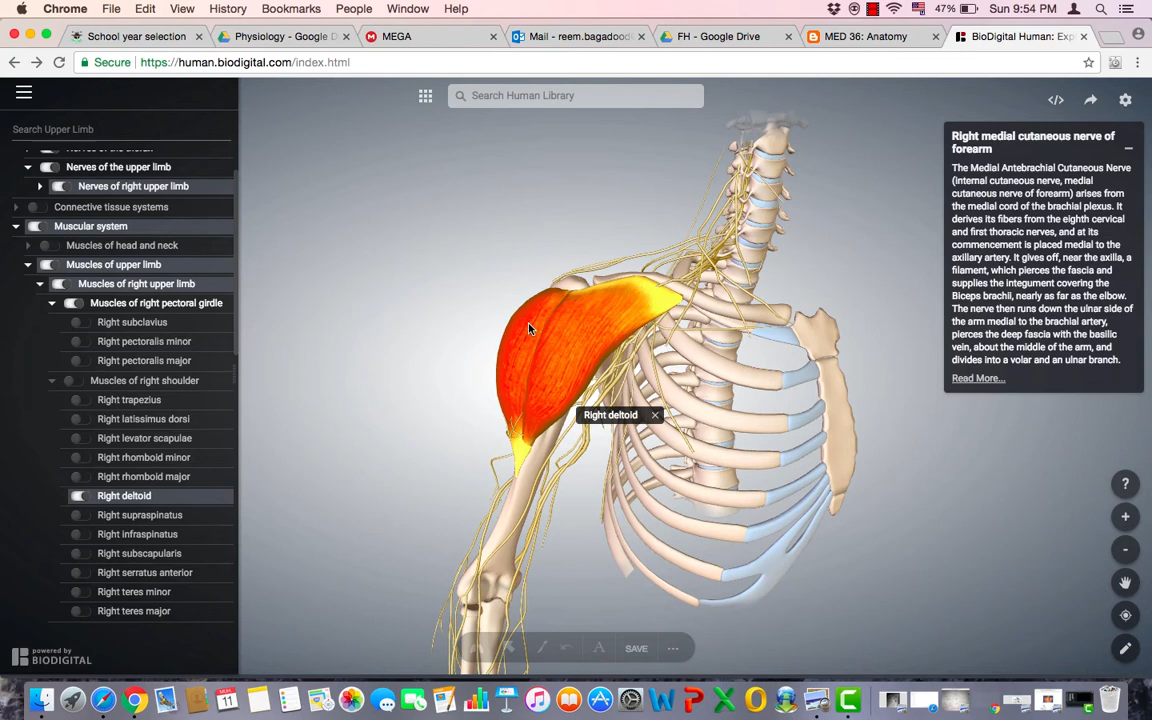 Chrome File Edit View History Bookmarks People Window Help 47% Sun 9:54 PM
School year selection × Physiology - Google D × MEGA × Mail - reem.bagadood × FH - Google Drive × MED 36: Anatomy × BioDigital Human: Exp ×
Secure https://human.biodigital.com/index.html
Search Human Library
Search Upper Limb
Nerves of the upper limb
Nerves of right upper limb
Connective tissue systems
Muscular system
Muscles of head and neck
Muscles of upper limb
Muscles of right upper limb
Muscles of right pectoral girdle
Right subclavius
Right pectoralis minor
Right pectoralis major
Muscles of right shoulder
Right trapezius
Right latissimus dorsi
Right levator scapulae
Right rhomboid minor
Right rhomboid major
Right deltoid
Right supraspinatus
Right infraspinatus
Right subscapularis
Right serratus anterior
Right teres minor
Right teres major
powered by
BIODIGITAL
Right deltoid ×
Right medial cutaneous nerve of
forearm
The Medial Antebrachial Cutaneous Nerve
(internal cutaneous nerve, medial
cutaneous nerve of forearm) arises from
the medial cord of the brachial plexus. It
derives its fibers from the eighth cervical
and first thoracic nerves, and at its
commencement is placed medial to the
axillary artery. It gives off, near the axilla, a
filament, which pierces the fascia and
supplies the integument covering the
Biceps brachii, nearly as far as the elbow.
The nerve then runs down the ulnar side of
the arm medial to the brachial artery,
pierces the deep fascia with the basilic
vein, about the middle of the arm, and
divides into a volar and an ulnar branch.
Read More...
?
+
-
A SAVE ...
11